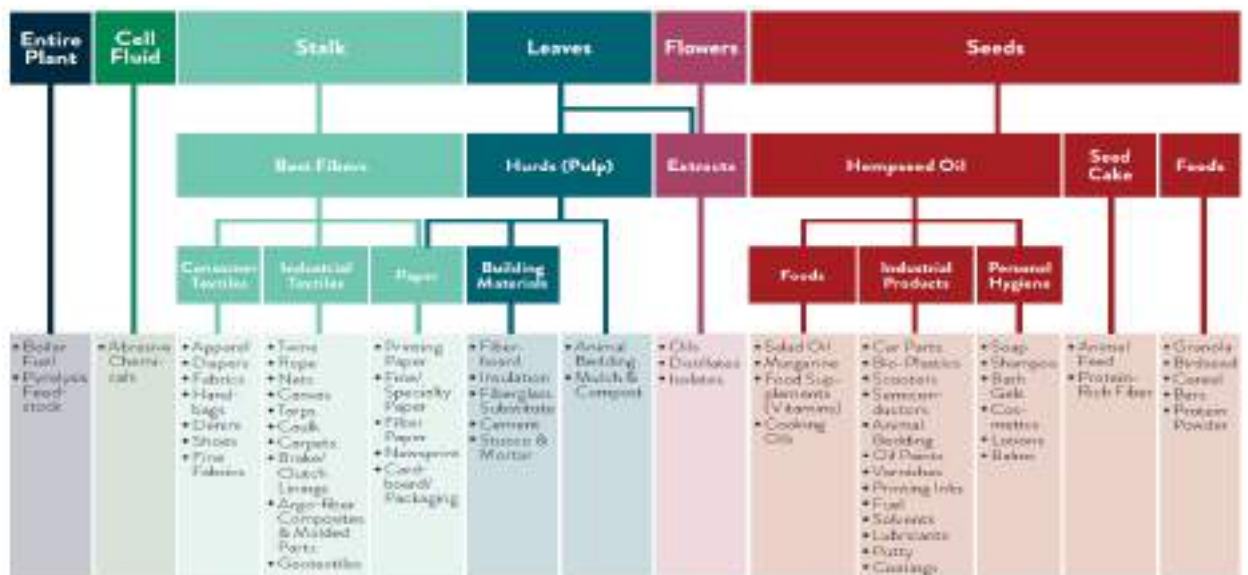 Entire
Plant
Cell
Fluid
Stalk
Leaves
Flowers
Seeds
Bast Fibers
Hurds (Pulp)
Extracts
Hempseed Oil
Seed
Cake
Foods
Consumer
Textiles
Industrial
Textiles
Paper
Building
Materials
Foods
Industrial
Products
Personal
Hygiene
• Boiler
Fuel
• Pyrolysis
Feed-
stock
• Abrasive
Chemi-
cals
• Apparel
• Diapers
• Fabrics
• Hand-
bags
• Denim
• Shoes
• Fine
Fabrics
• Twine
• Rope
• Nets
• Canvas
• Tarps
• Caulk
• Carpets
• Brake/
Clutch
Linings
• Argo-fiber
Composites
& Molded
Parts
• Geotextiles
• Printing
Paper
• Fine/
Specialty
Paper
• Filter
Paper
• Newsprint
• Card-
board/
Packaging
• Fiber-
board
• Insulation
• Fiberglass
Substitute
• Cement
• Stucco &
Mortar
• Animal
Bedding
• Mulch &
Compost
• Oils
• Distillates
• Isolates
• Salad Oil
• Margarine
• Food Sup-
plements
(Vitamins)
• Cooking
Oils
• Car Parts
• Bio-Plastics
• Scooters
• Semicon-
ductors
• Animal
Bedding
• Oil Paints
• Varnishes
• Printing Inks
• Fuel
• Solvents
• Lubricants
• Putty
• Coatings
• Soap
• Shampoo
• Bath
Gels
• Cos-
metics
• Lotions
• Balms
• Animal
Feed
• Protein-
Rich Fiber
• Granola
• Birdseed
• Cereal
• Bars
• Protein
Powder